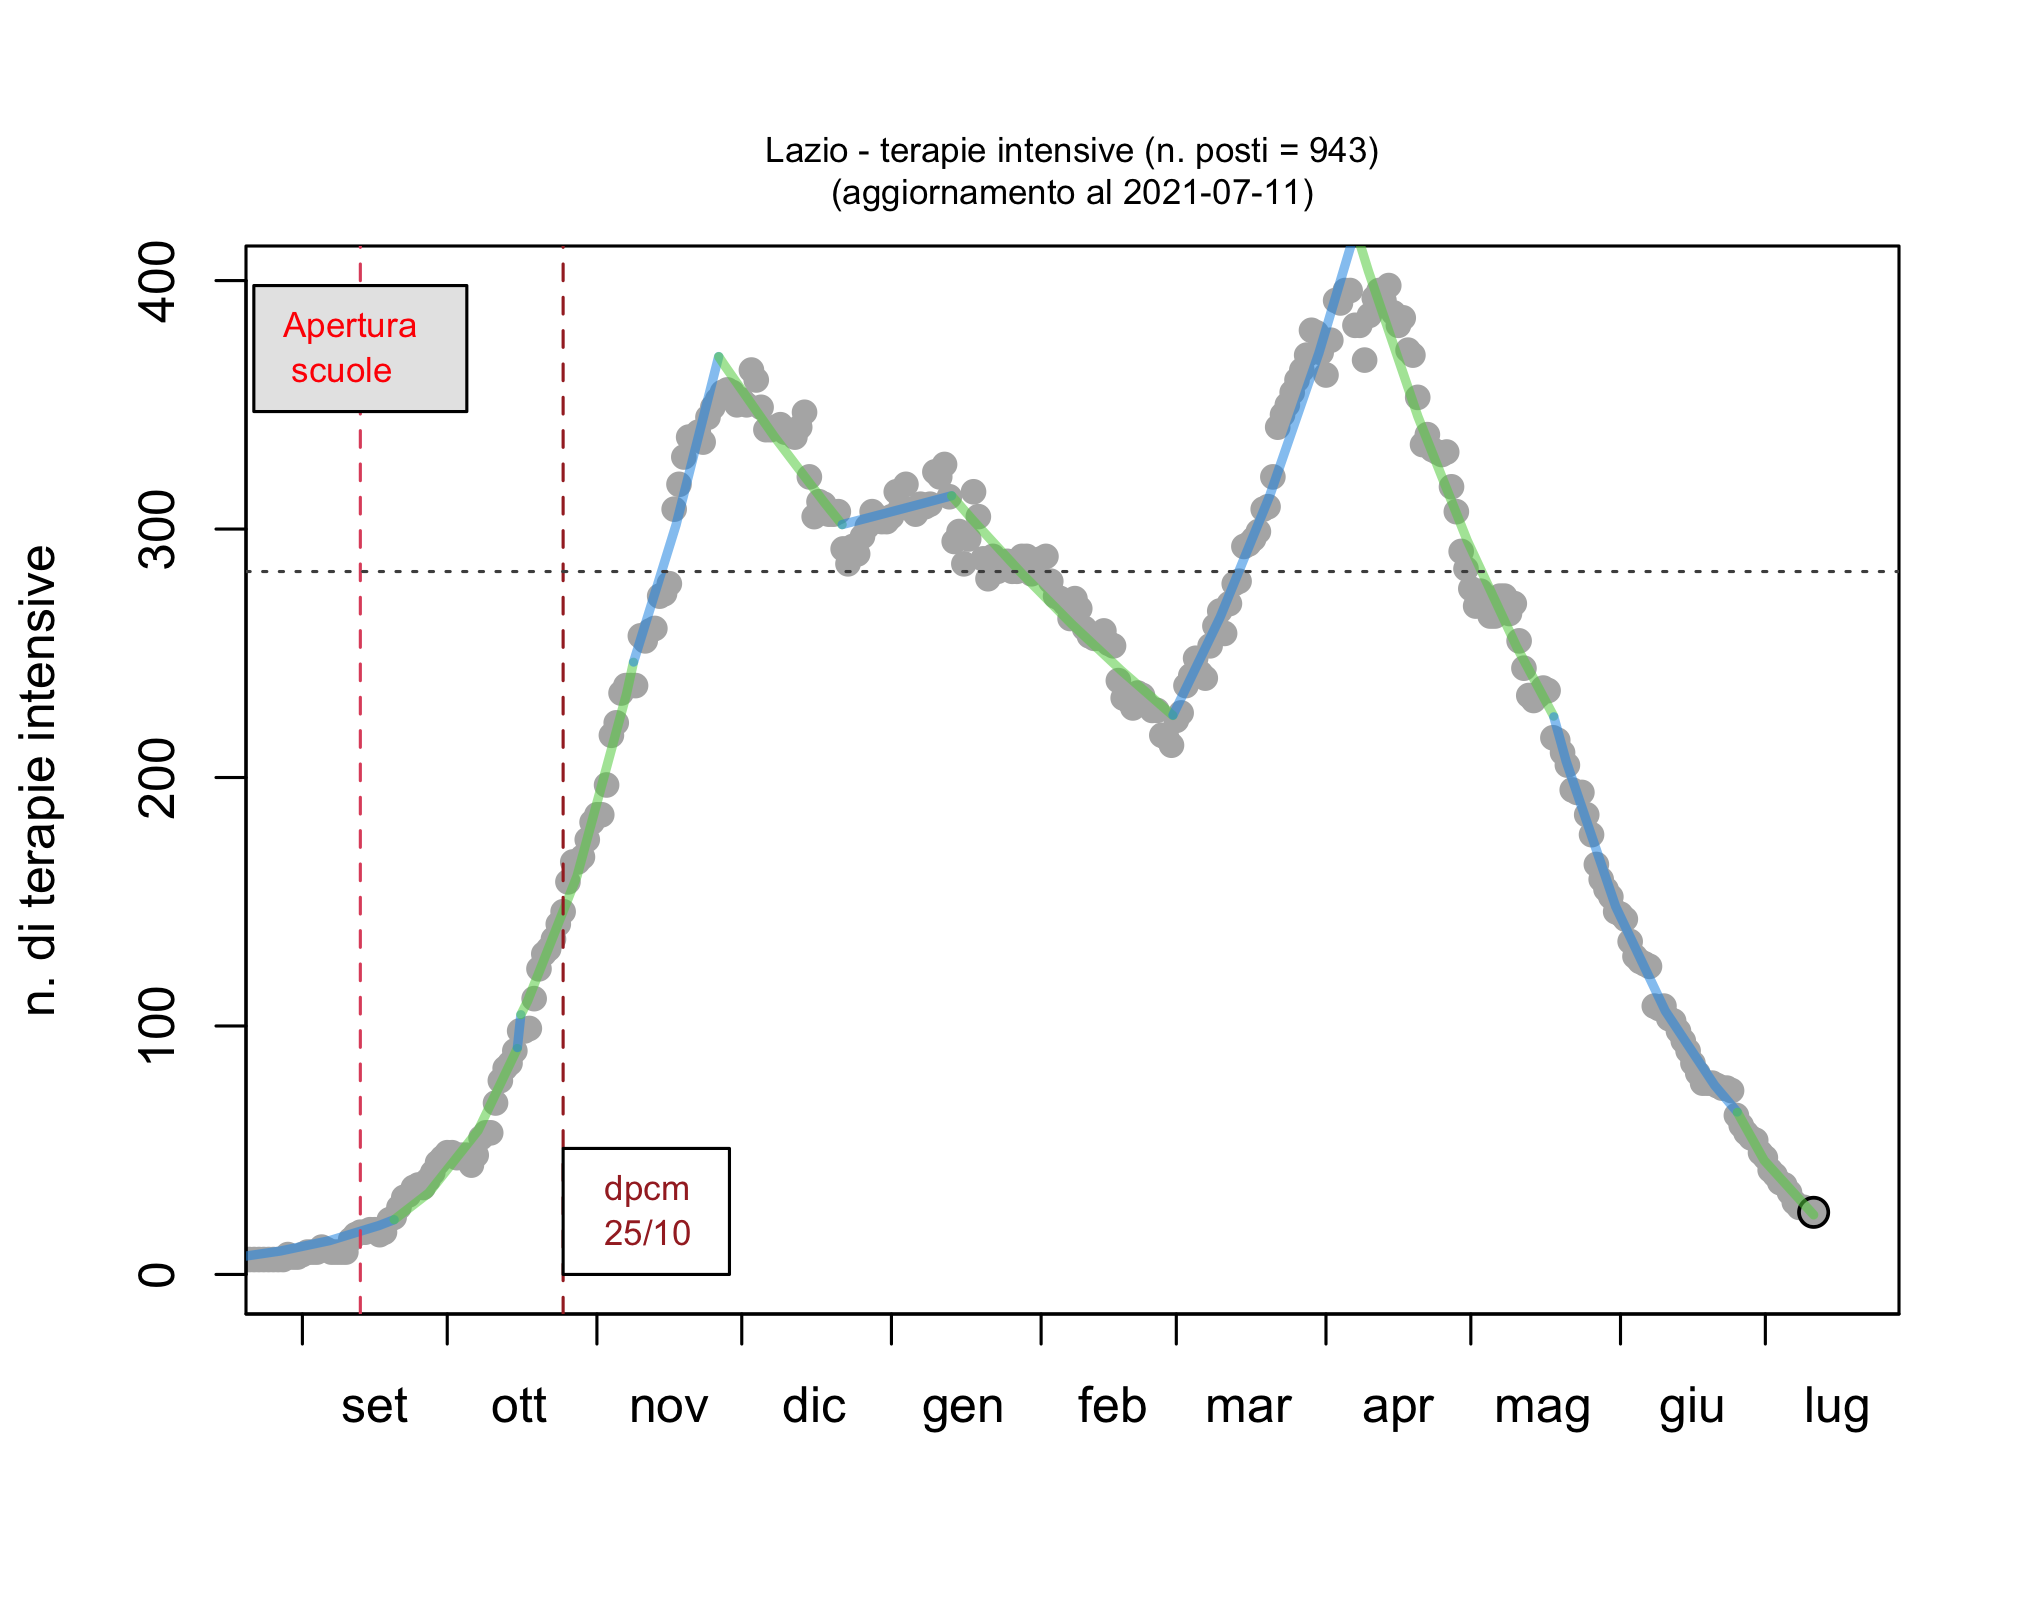 Lazio - terapie intensive (n. posti = 943)
(aggiornamento al 2021-07-11)
n. di terapie intensive
400
300
200
100
0
Apertura
scuole
dpcm
25/10
set ott nov dic gen feb mar apr mag giu lug